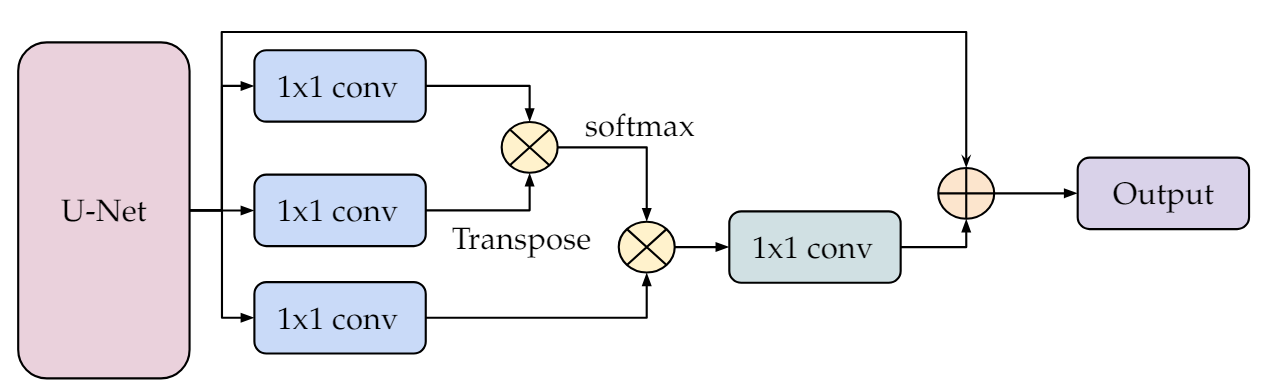 U-Net
1x1 conv
softmax
1x1 conv
Transpose
1x1 conv
1x1 conv
Output